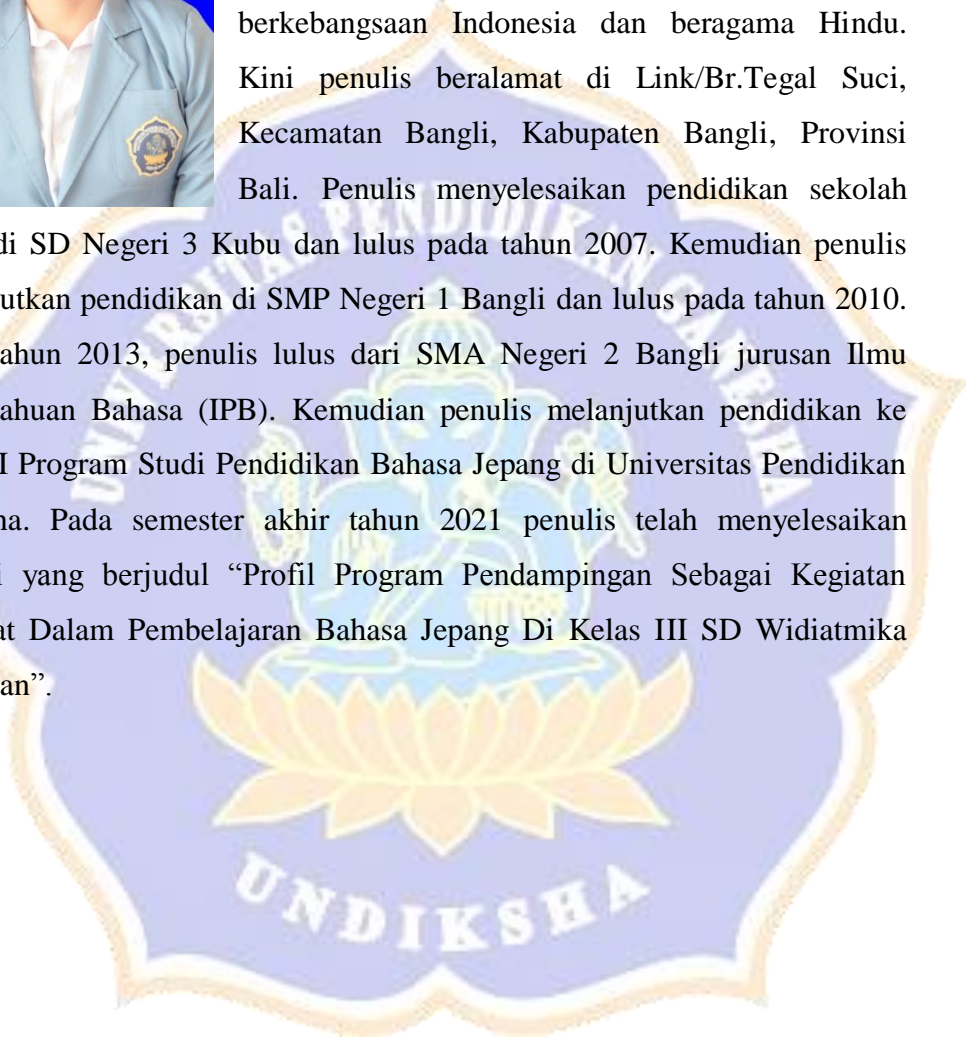 berkebangsaan Indonesia dan beragama Hindu.
Kini penulis beralamat di Link/Br.Tegal Suci,
Kecamatan Bangli, Kabupaten Bangli, Provinsi
Bali. Penulis menyelesaikan pendidikan sekolah
di SD Negeri 3 Kubu dan lulus pada tahun 2007. Kemudian penulis
utkan pendidikan di SMP Negeri 1 Bangli dan lulus pada tahun 2010.
ahun 2013, penulis lulus dari SMA Negeri 2 Bangli jurusan Ilmu
ahuan Bahasa (IPB). Kemudian penulis melanjutkan pendidikan ke
I Program Studi Pendidikan Bahasa Jepang di Universitas Pendidikan
na. Pada semester akhir tahun 2021 penulis telah menyelesaikan
i yang berjudul “Profil Program Pendampingan Sebagai Kegiatan
at Dalam Pembelajaran Bahasa Jepang Di Kelas III SD Widiatmika
an”.
UNIVERSITAS PENDIDIKAN GANESHA
UNDIKSHA